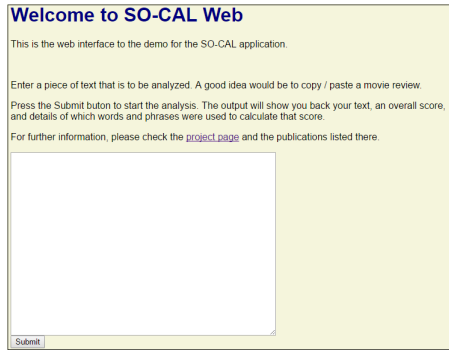 Welcome to SO-CAL Web
This is the web interface to the demo for the SO-CAL application.
Enter a piece of text that is to be analyzed. A good idea would be to copy / paste a movie review.
Press the Submit buton to start the analysis. The output will show you back your text, an overall score,
and details of which words and phrases were used to calculate that score.
For further information, please check the project page and the publications listed there.
Submit